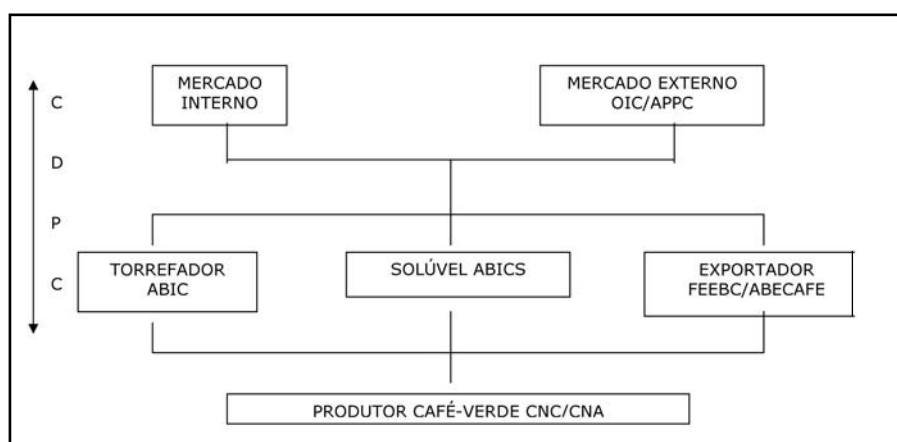 MERCADO
INTERNO
MERCADO EXTERNO
OIC/APPC
C
D
P
C
TORREFADOR
ABIC
SOLÚVEL ABICS
EXPORTADOR
FEEBC/ABECAFE
PRODUTOR CAFÉ-VERDE CNC/CNA